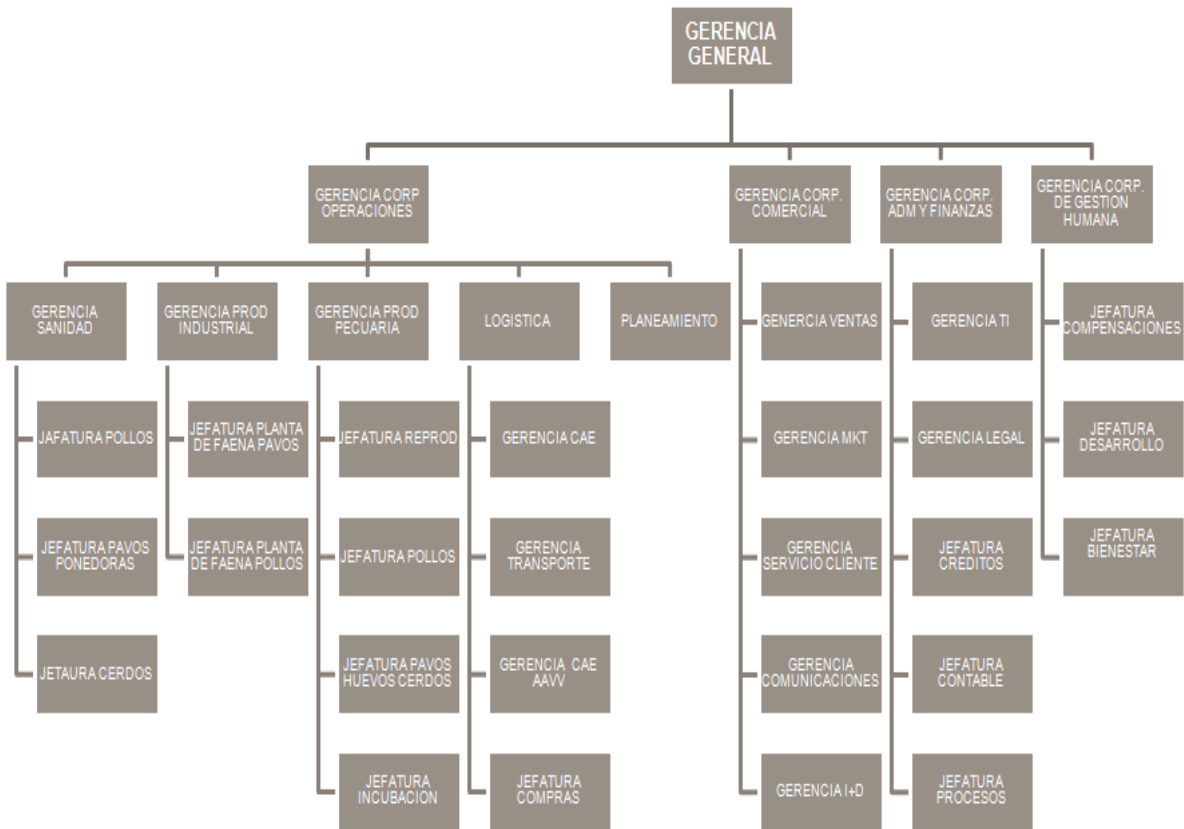 GERENCIA
GENERAL
GERENCIA CORP
OPERACIONES
GERENCIA CORP.
COMERCIAL
GERENCIA CORP.
ADM Y FINANZAS
GERENCIA CORP.
DE GESTION
HUMANA
GERENCIA
SANIDAD
GERENCIA PROD
INDUSTRIAL
GERENCIA PROD
PECUARIA
LOGISTICA
PLANEAMIENTO
GENERCIA VENTAS
GERENCIA TI
JEFATURA
COMPENSACIONES
JAFATURA POLLOS
JEFATURA PLANTA
DE FAENA PAVOS
JEFATURA REPROD
GERENCIA CAE
GERENCIA MKT
GERENCIA LEGAL
JEFATURA
DESARROLLO
JEFATURA PAVOS
PONEDORAS
JEFATURA PLANTA
DE FAENA POLLOS
JEFATURA POLLOS
GERENCIA
TRANSPORTE
GERENCIA
SERVICIO CLIENTE
JEFATURA
CREDITOS
JEFATURA
BIENESTAR
JETAURA CERDOS
JEFATURA PAVOS
HUEVOS CERDOS
GERENCIA CAE
AAVV
GERENCIA
COMUNICACIONES
JEFATURA
CONTABLE
JEFATURA
INCUBACION
JEFATURA
COMPRAS
GERENCIA I+D
JEFATURA
PROCESOS